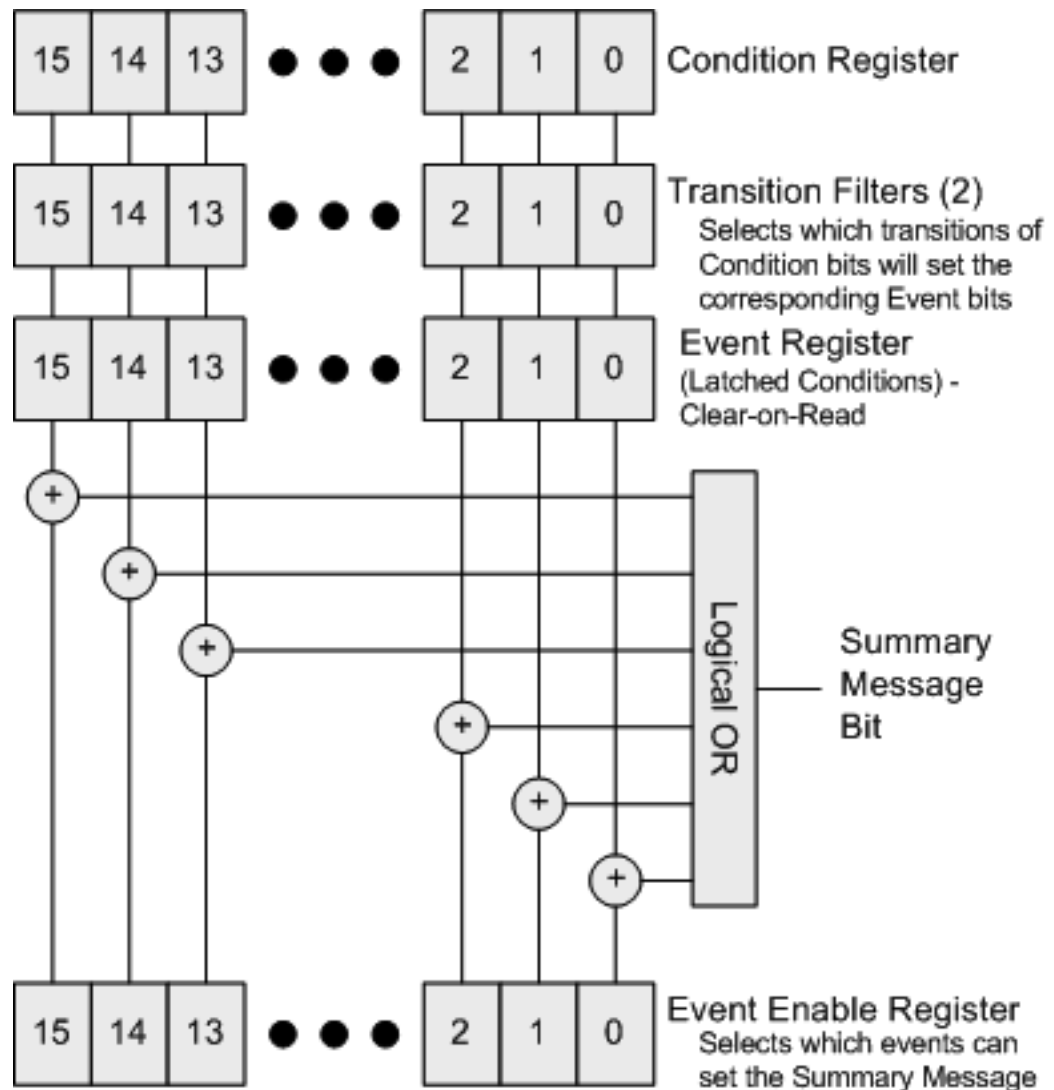 15 14 13 2 1 0 Condition Register
15 14 13 2 1 0 Transition Filters (2)
Selects which transitions of
Condition bits will set the
corresponding Event bits
15 14 13 2 1 0 Event Register
(Latched Conditions) -
Clear-on-Read
+
+
+
+
+
+
Logical OR
Summary
Message
Bit
15 14 13 2 1 0 Event Enable Register
Selects which events can
set the Summary Message